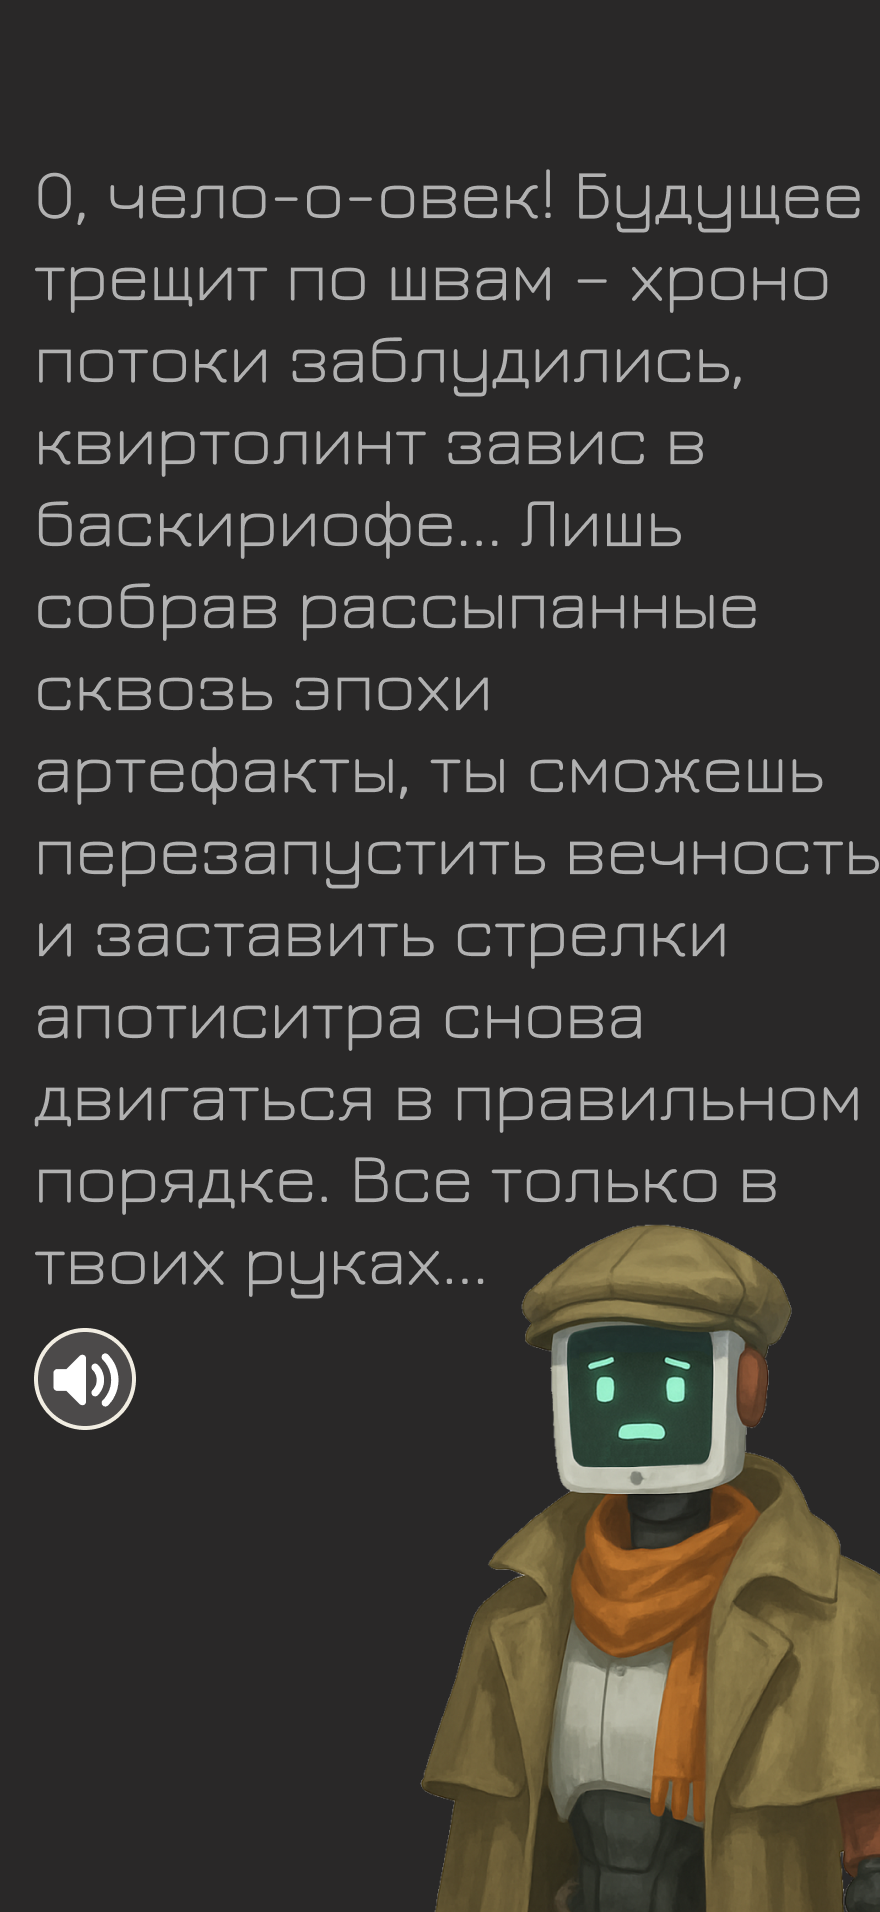 О, чело-о-овек! Будущее
трещит по швам – хроно
потоки заблудились,
квиртолинт завис в
баскириофе... Лишь
собрав рассыпанные
сквозь эпохи
артефакты, ты сможешь
перезапустить вечность
и заставить стрелки
апотиситра снова
двигаться в правильном
порядке. Все только в
твоих руках...